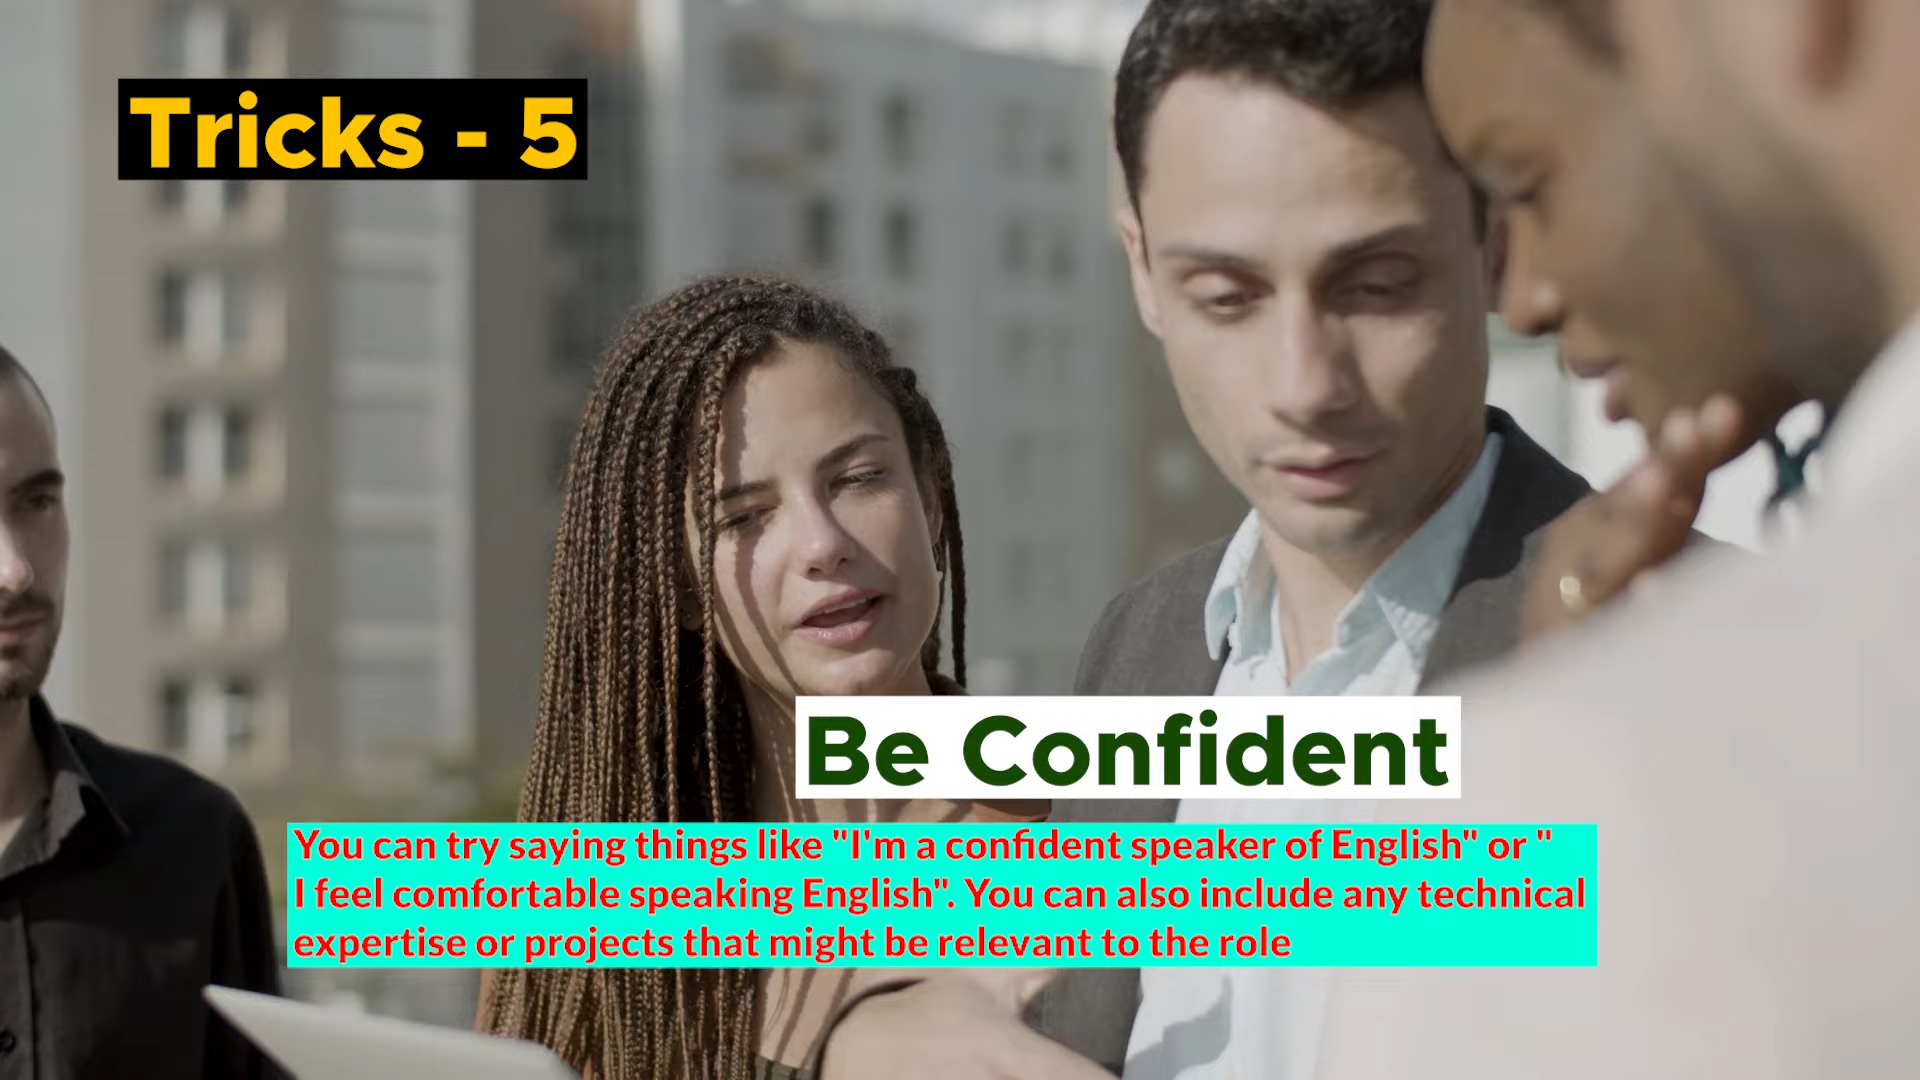 Tricks - 5
Be Confident
You can try saying things like "I'm a confident speaker of English" or "
I feel comfortable speaking English". You can also include any technical
expertise or projects that might be relevant to the role